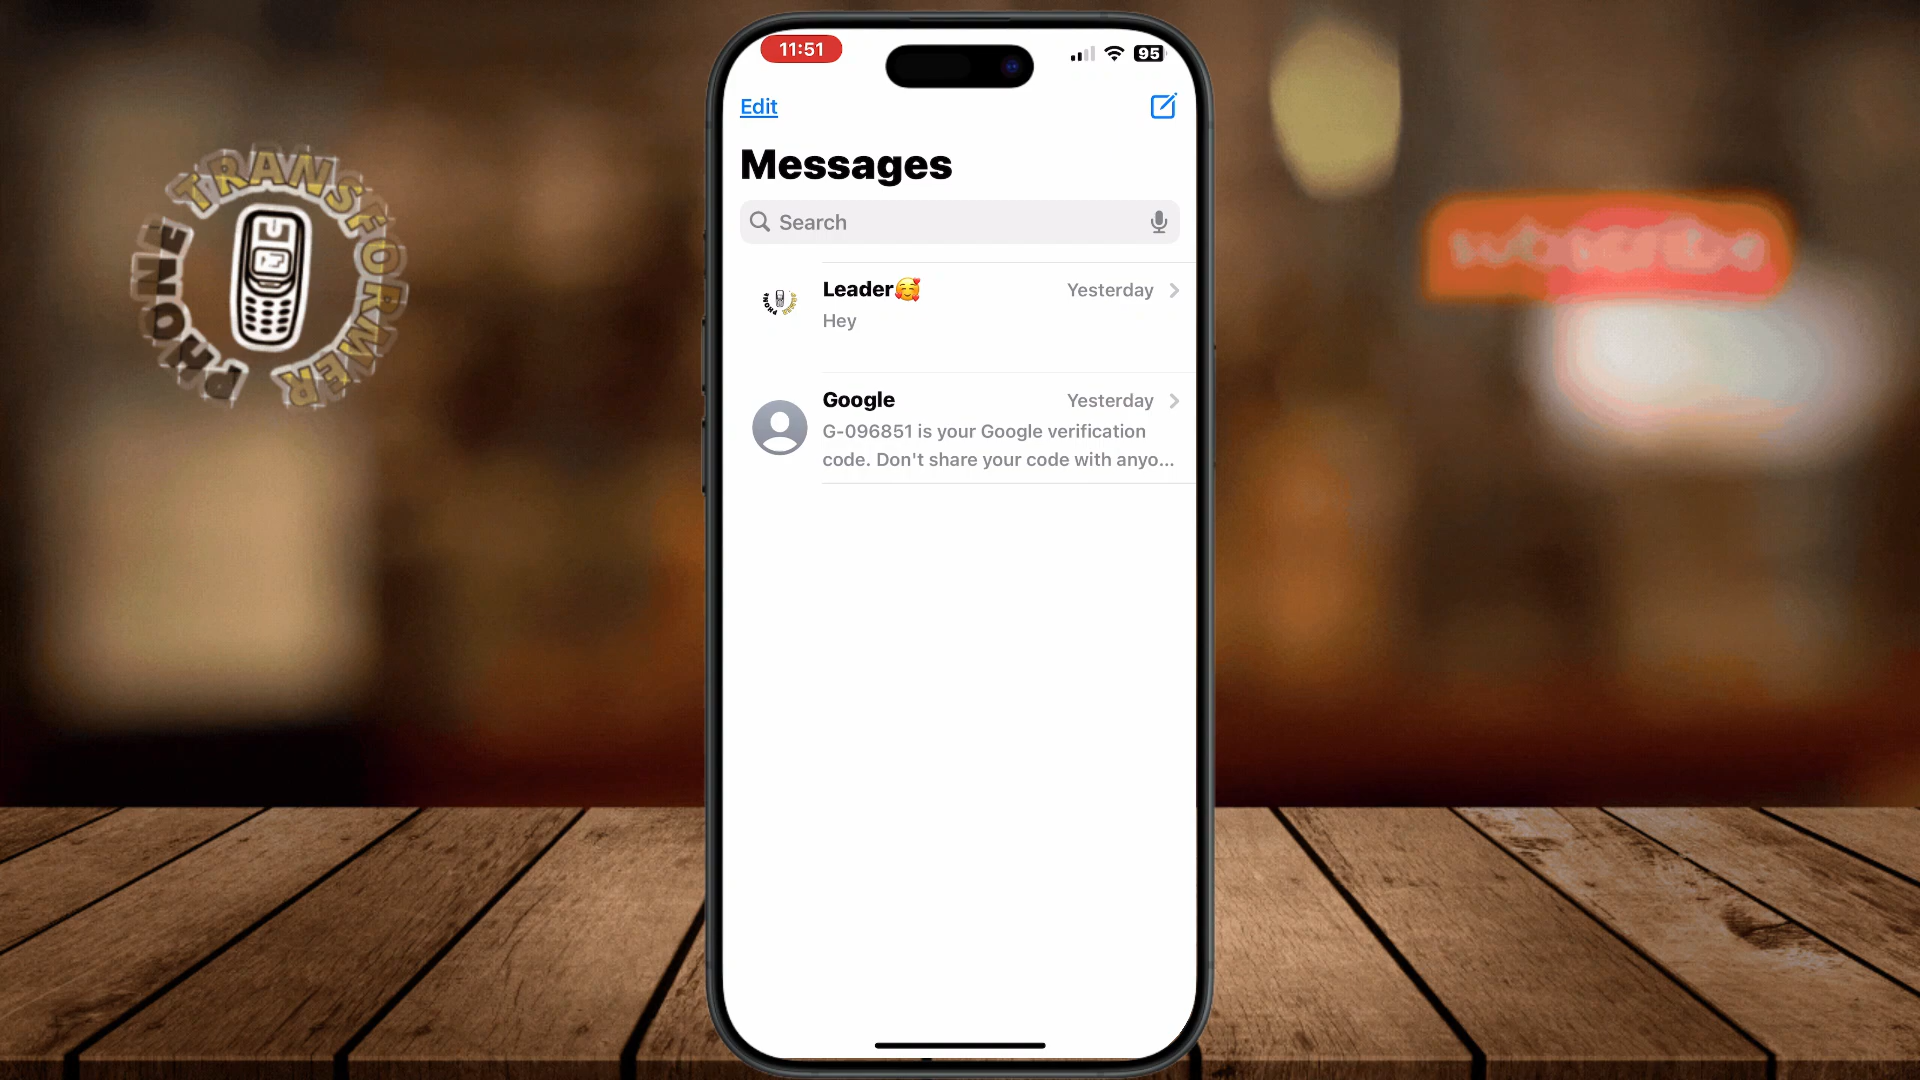 PHONE TRANSFORMER
11:51
95
Edit
Messages
Search
Leader🥰
Yesterday
Hey
Google
Yesterday
G-096851 is your Google verification
code. Don't share your code with anyo...